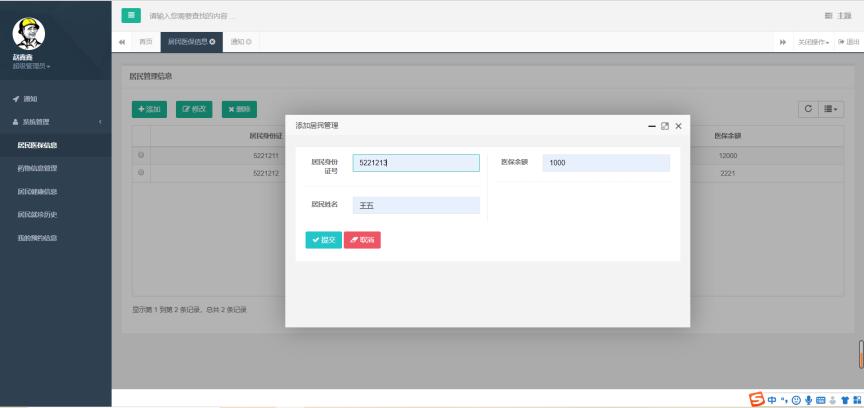 请输入您需要查找的内容 ...
主题
首页
居民医保信息
通知
关闭操作
退出
赵鑫鑫
超级管理员
通知
系统管理
居民医保信息
药物信息管理
居民健康信息
居民就诊历史
我的预约信息
居民管理信息
添加
修改
删除
居民身份证
医保余额
5221211
12000
5221212
2221
添加居民管理
居民身份
证号
5221213
医保余额
1000
居民姓名
王五
提交
取消
显示第 1 到第 2 条记录，总共 2 条记录
中